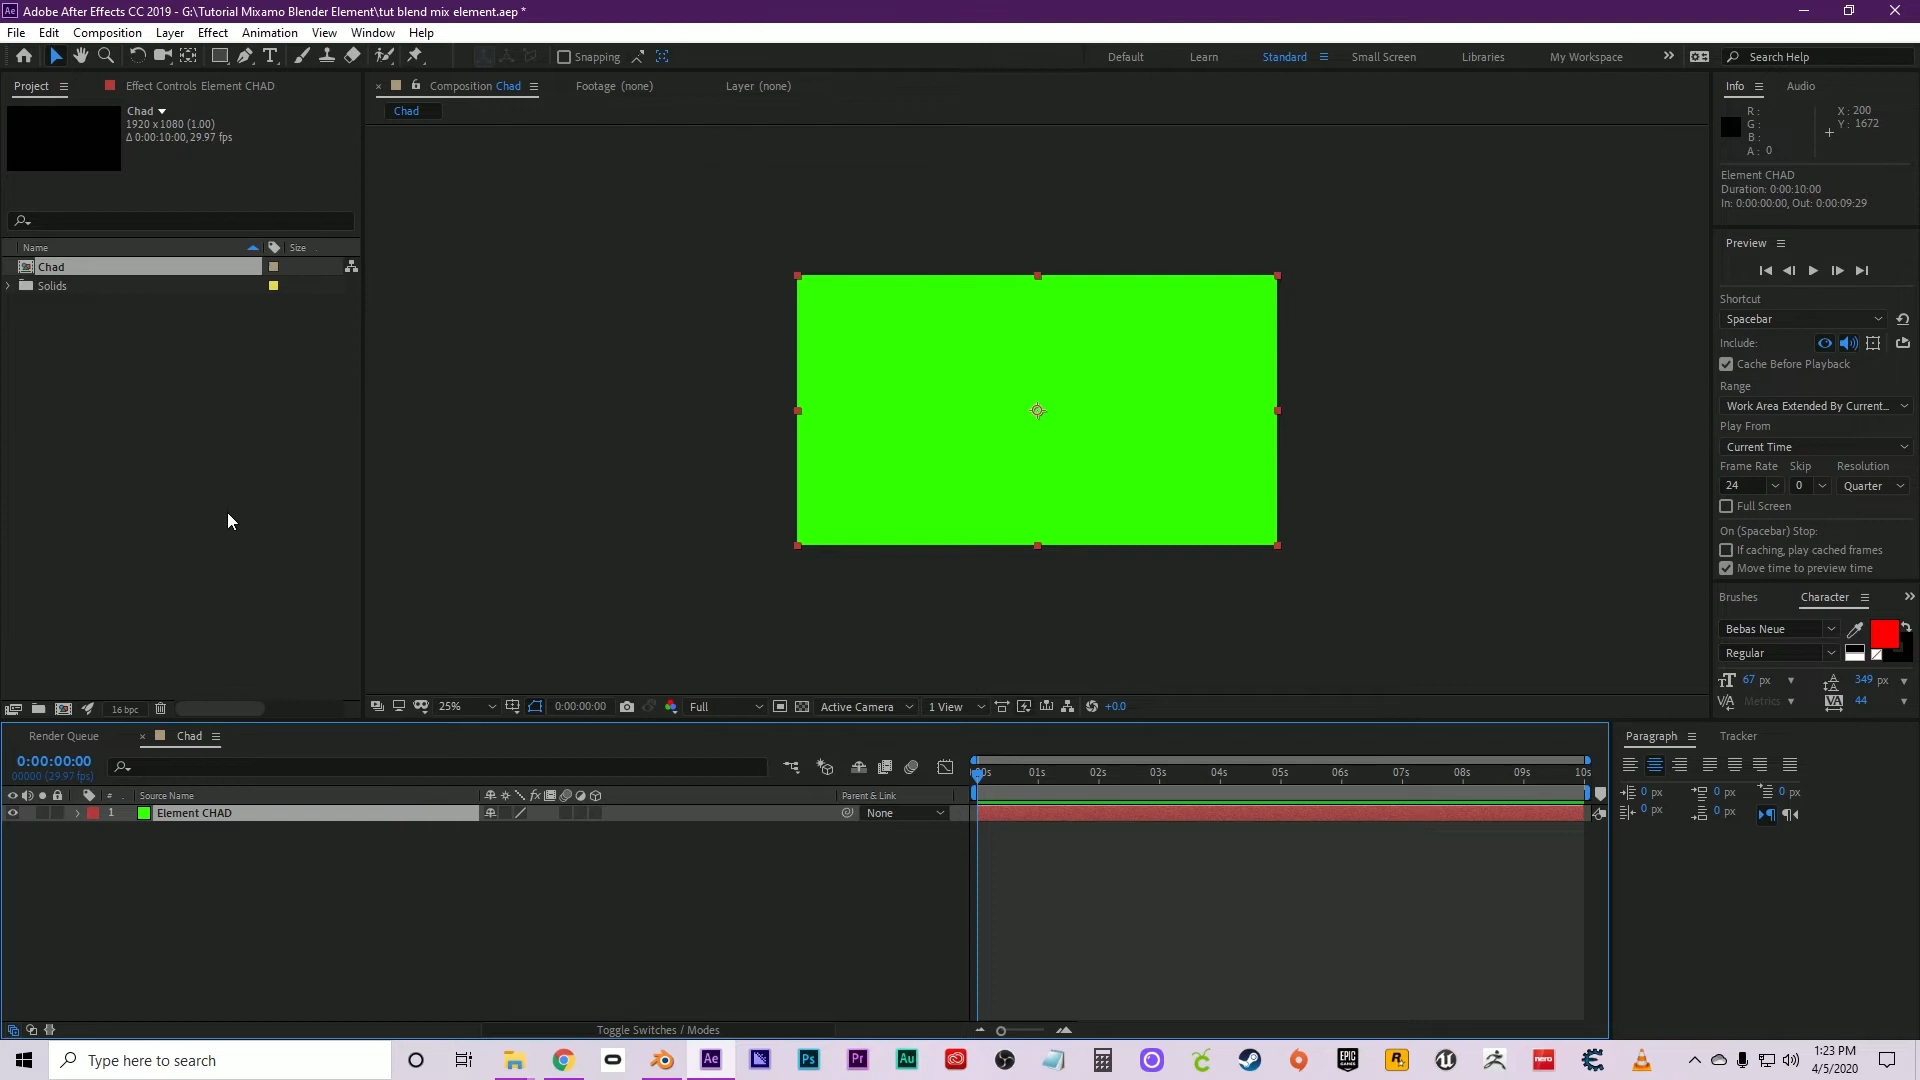 Adobe After Effects CC 2019 - G:\Tutorial Mixamo Blender Element\tut blend mix element.aep *
File Edit Composition Layer Effect Animation View Window Help
Snapping
Default Learn Standard Small Screen Libraries My Workspace Search Help
Project Effect Controls Element CHAD
Composition Chad Footage (none) Layer (none)
Info Audio
Chad
1920 x 1080 (1.00)
Δ 0:00:10:00, 29.97 fps
Chad
R :
G :
B :
A : 0
X : 200
Y : 1672
Element CHAD
Duration: 0:00:10:00
In: 0:00:00:00, Out: 0:00:09:29
Name Size
Chad
Solids
Preview
Shortcut
Spacebar
Include:
Cache Before Playback
Range
Work Area Extended By Current...
Play From
Current Time
Frame Rate Skip Resolution
24 0 Quarter
Full Screen
On (Spacebar) Stop:
If caching, play cached frames
Move time to preview time
Brushes Character
Bebas Neue
Regular
67 px 349 px
Metrics 44
16 bpc
25% 0:00:00:00 Full Active Camera 1 View +0.0
Render Queue Chad
0:00:00:00
00000 (29.97 fps)
# Source Name Parent & Link
1 Element CHAD None
:00s 01s 02s 03s 04s 05s 06s 07s 08s 09s 10s
Toggle Switches / Modes
Paragraph Tracker
0 px 0 px 0 px
0 px 0 px
Type here to search
1:23 PM
4/5/2020